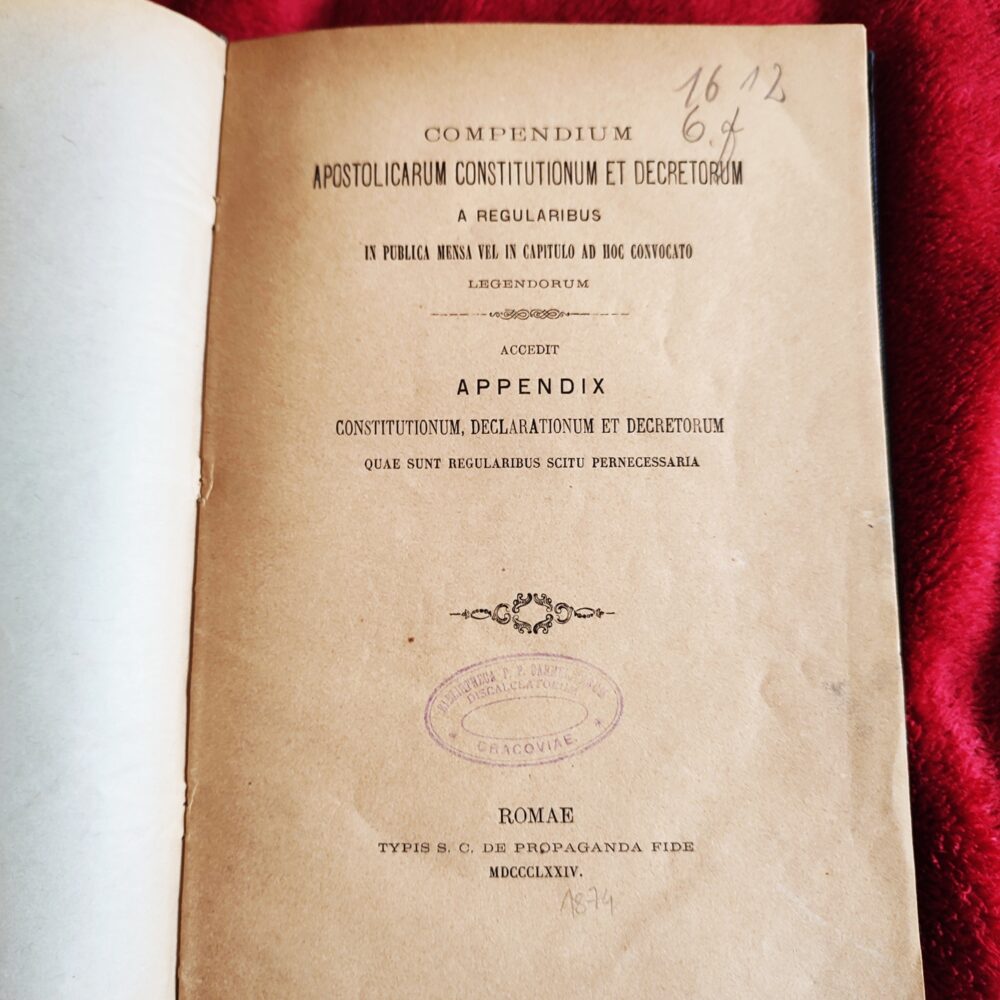 16 12
6.f
COMPENDIUM
APOSTOLICARUM CONSTITUTIONUM ET DECRETORUM
A REGULARIBUS
IN PUBLICA MENSA VEL IN CAPITULO AD HOC CONVOCATO
LEGENDORUM
ACCEDIT
APPENDIX
CONSTITUTIONUM, DECLARATIONUM ET DECRETORUM
QUAE SUNT REGULARIBUS SCITU PERNECESSARIA
BIBLIOTHECA P. P. CARMELITARUM
DISCALCEATORUM
* CRACOVIAE *
ROMAE
TYPIS S. C. DE PROPAGANDA FIDE
MDCCCLXXIV.
1874